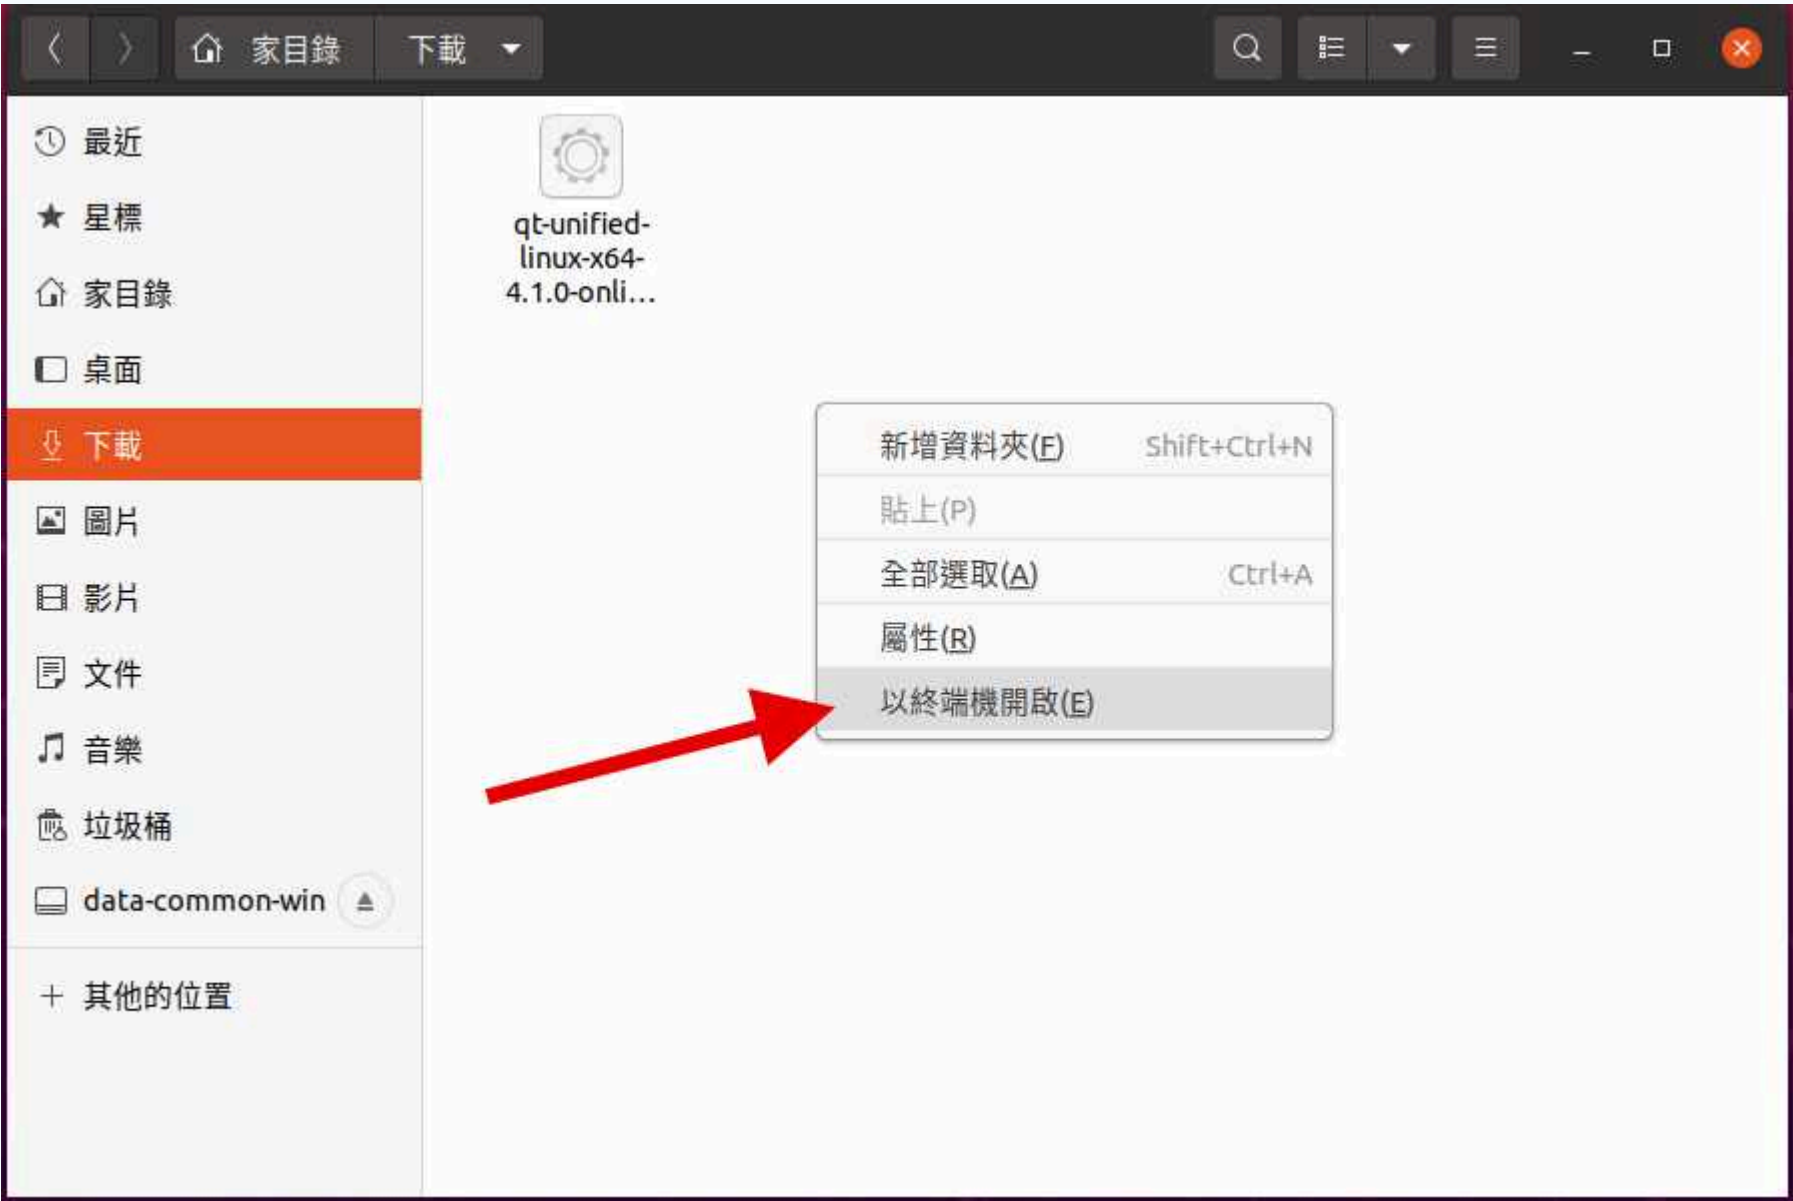 家目錄
下載
最近
星標
家目錄
桌面
下載
圖片
影片
文件
音樂
垃圾桶
data-common-win
其他的位置
qt-unified-
linux-x64-
4.1.0-onli...
新增資料夾(F) Shift+Ctrl+N
貼上(P)
全部選取(A) Ctrl+A
屬性(R)
以終端機開啟(E)